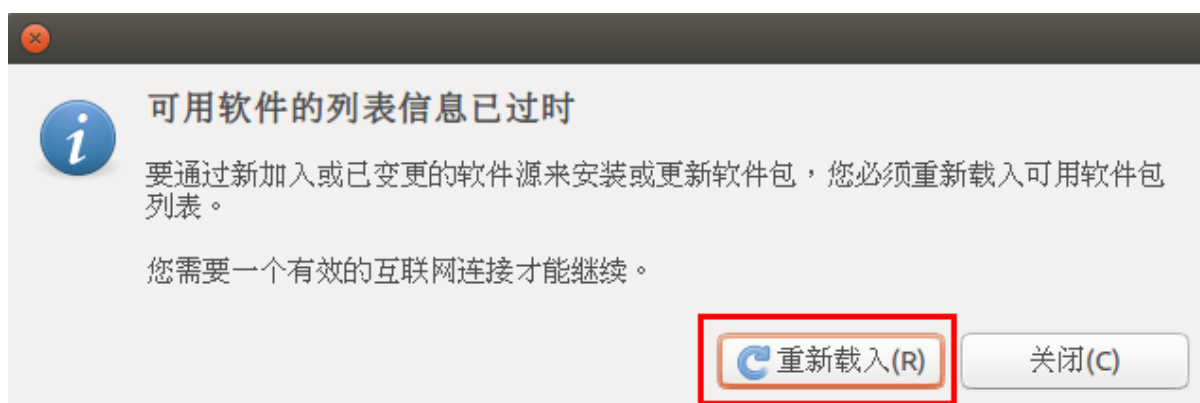 可用软件的列表信息已过时
要通过新加入或已变更的软件源来安装或更新软件包，您必须重新载入可用软件包
列表。
您需要一个有效的互联网连接才能继续。
重新载入(R) 关闭(C)